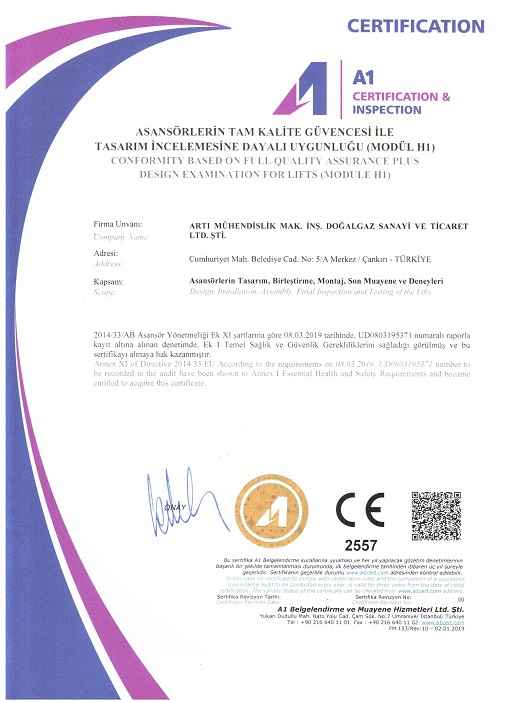 CERTIFICATION
A1
CERTIFICATION &
INSPECTION
ASANSÖRLERİN TAM KALİTE GÜVENCESİ İLE
TASARIM İNCELEMESİNE DAYALI UYGUNLUĞU (MODÜL H1)
CONFORMITY BASED ON FULL QUALITY ASSURANCE PLUS
DESIGN EXAMINATION FOR LIFTS (MODULE H1)
Firma Unvanı:
Company Name:
ARTI MÜHENDİSLİK MAK. İNŞ. DOĞALGAZ SANAYİ VE TİCARET
LTD. ŞTİ.
Adresi:
Address:
Cumhuriyet Mah. Belediye Cad. No: 5/A Merkez / Çankırı - TÜRKİYE
Kapsam:
Scope:
Asansörlerin Tasarım, Birleştirme, Montaj, Son Muayene ve Deneyleri
Design, Installation, Assembly, Final Inspection and Testing of the Lifts
2014/33/AB Asansör Yönetmeliği Ek XI şartlarına göre 08.03.2019 tarihinde, UD0803195371 numaralı raporla
kayıt altına alınan denetimde, Ek I Temel Sağlık ve Güvenlik Gerekliliklerini sağladığı görülmüş ve bu
sertifikayı almaya hak kazanmıştır.
Annex XI of Directive 2014/33 EU According to the requirements on 08.03.2019, UD0803195371 number to
be recorded in the audit have been shown to Annex I Essential Health and Safety Requirements and became
entitled to acquire this certificate.
ONAY
A1
CE
2557
Bu sertifika A1 Belgelendirme kurallarına uyulması ve her yıl yapılacak gözetim denetimlerinin
başarılı bir şekilde tamamlanması durumunda, ilk belgelendirme tarihinden itibaren üç yıl süreyle
geçerlidir. Sertifikanın geçerlilik durumu www.a1cert.com adresinden kontrol edilebilir.
In this case nt certificate to comply with certification rules and the completion of a successful
surveillance audit to be conducted every year, is valid for three years from the date of initial
certification. The validity status of the certificate can be checked from www.a1cert.com address.
Sertifika Revizyon Tarihi:
Sertifika Revizyon No:
00
Certificate Revision Date:
Certificate Revision No:
A1 Belgelendirme ve Muayene Hizmetleri Ltd. Şti.
Yukarı Dudullu Mah. Nato Yolu Cad. Çam Sok. No:7 Ümraniye/ İstanbul/ Türkiye
Tel : +90 216 640 11 01 Fax : +90 216 640 11 02 www.a1cert.com
FM.153/Rev:10 - 02.01.2019